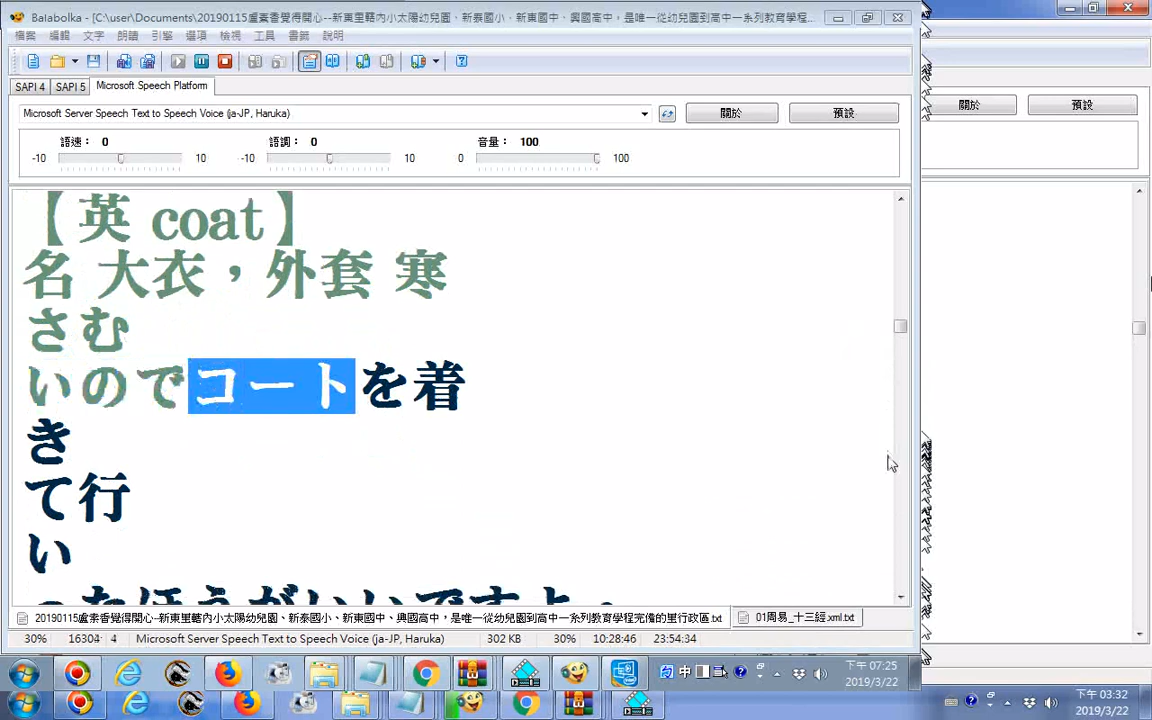 Balabolka - [C:\user\Documents\20190115盧素香覺得開心--新東里轄內小太陽幼兒園、新泰國小、新東國中、興國高中，是唯一從幼兒園到高中一系列教育學程...
檔案 編輯 文字 朗讀 引擎 選項 檢視 工具 書籤 說明
SAPI 4 SAPI 5 Microsoft Speech Platform
Microsoft Server Speech Text to Speech Voice (ja-JP, Haruka) 關於 預設
關於 預設
語速： 0 語調： 0 音量： 100
-10 10 -10 10 0 100
【英 coat】
名 大衣，外套 寒
さむ
いのでコートを着
き
て行
い
ったほうがいいですよ。
20190115盧素香覺得開心--新東里轄內小太陽幼兒園、新泰國小、新東國中、興國高中，是唯一從幼兒園到高中一系列教育學程完備的里行政區.txt 01周易_十三經.txt
30% 16304: 4 Microsoft Server Speech Text to Speech Voice (ja-JP, Haruka) 302 KB 30% 10:28:46 23:54:34
中 下午 07:25
2019/3/22
下午 03:32
2019/3/22